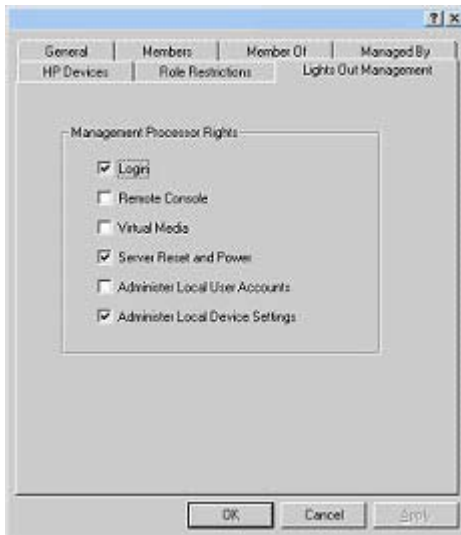 General Members Member Of Managed By
HP Devices Role Restrictions Lights Out Management
Management Processor Rights
Login
Remote Console
Virtual Media
Server Reset and Power
Administer Local User Accounts
Administer Local Device Settings
OK Cancel Apply